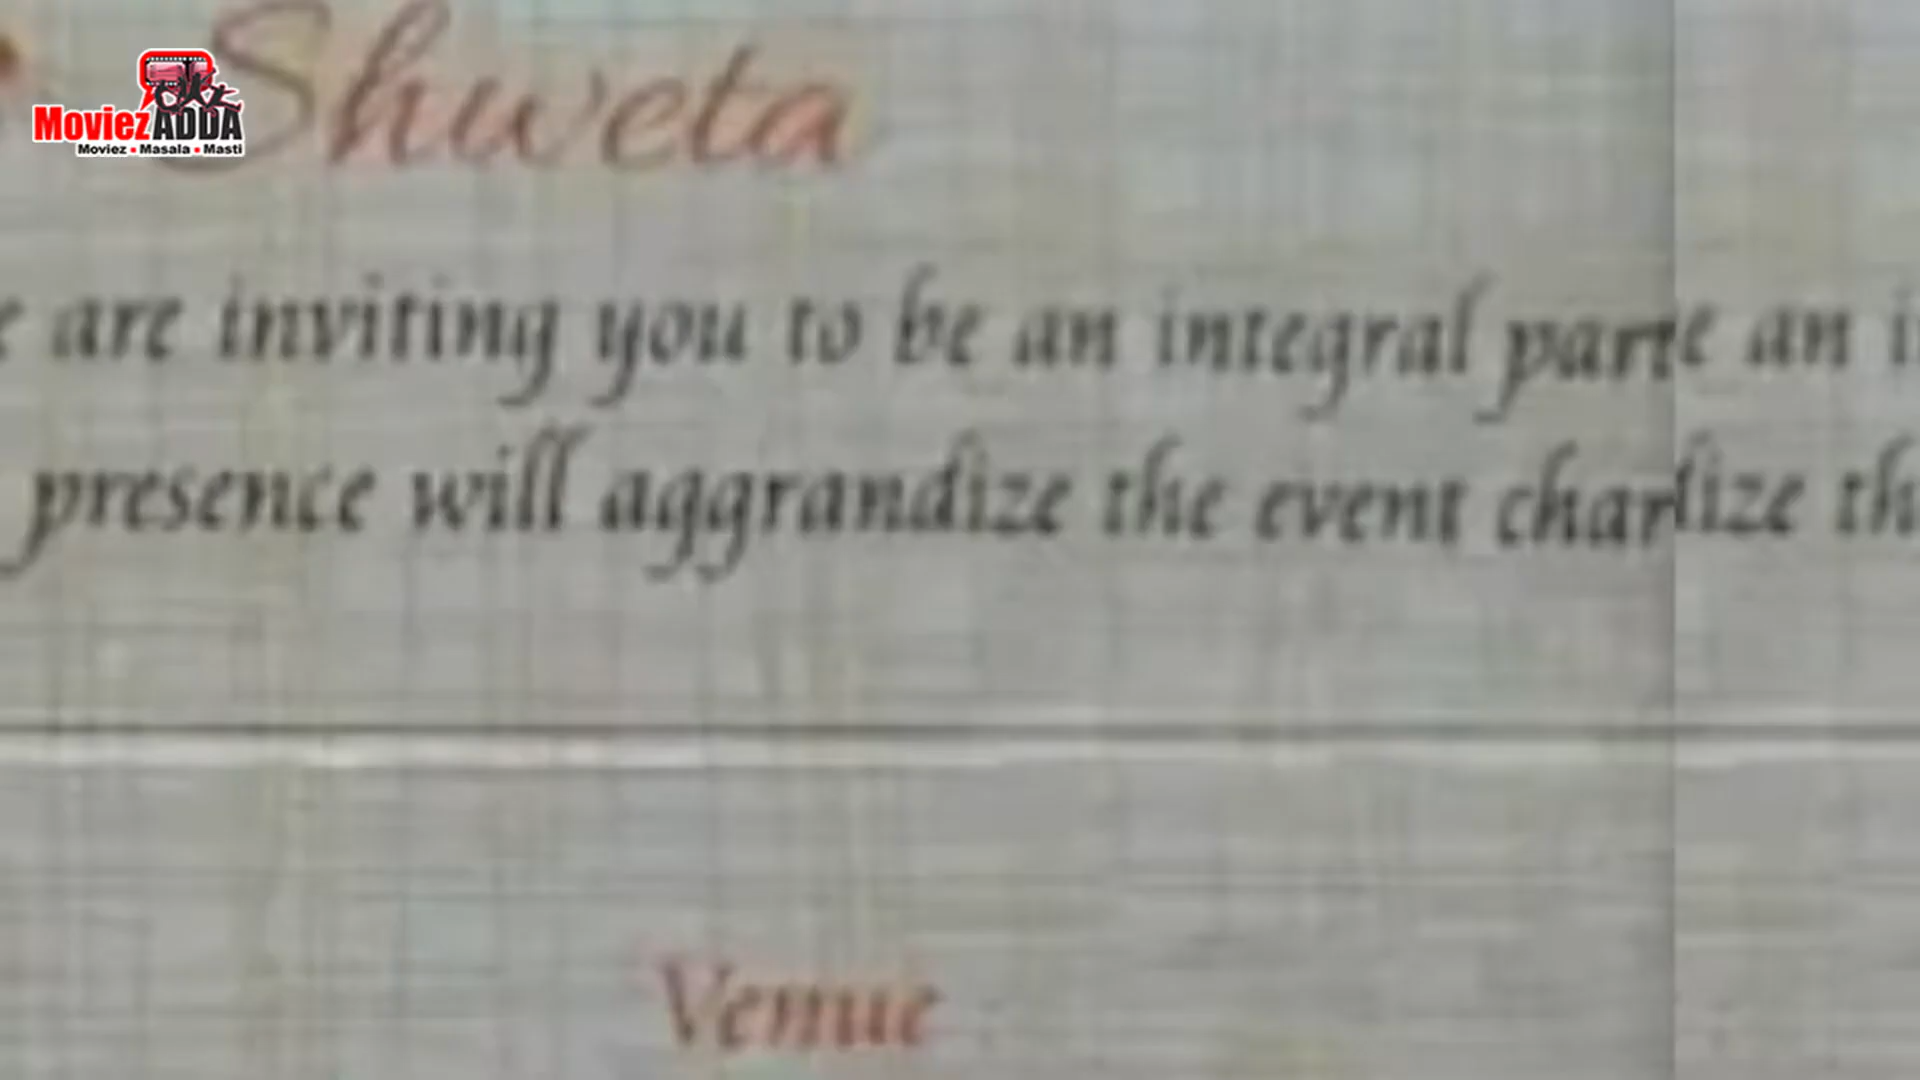 Shweta
MoviezADDA
Moviez • Masala • Masti
e are inviting you to be an integral parte an i
presence will aggrandize the event chardize th
Venue